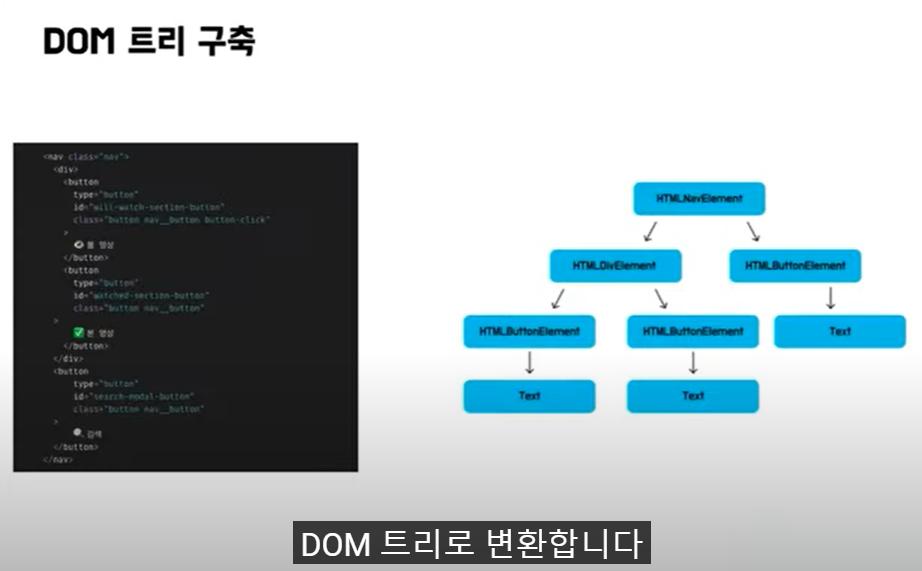 DOM 트리 구축
<nav class="nav">
<div>
<button
type="button"
id="will-watch-section-button"
class="button nav__button button-click"
>
👁️ 볼 영상
</button>
<button
type="button"
id="watched-section-button"
class="button nav__button"
>
✅ 본 영상
</button>
</div>
<button
type="button"
id="search-modal-button"
class="button nav__button"
>
🔍 검색
</button>
</nav>
HTMLNavElement
HTMLDivElement
HTMLButtonElement
HTMLButtonElement
HTMLButtonElement
Text
Text
Text
DOM 트리로 변환합니다